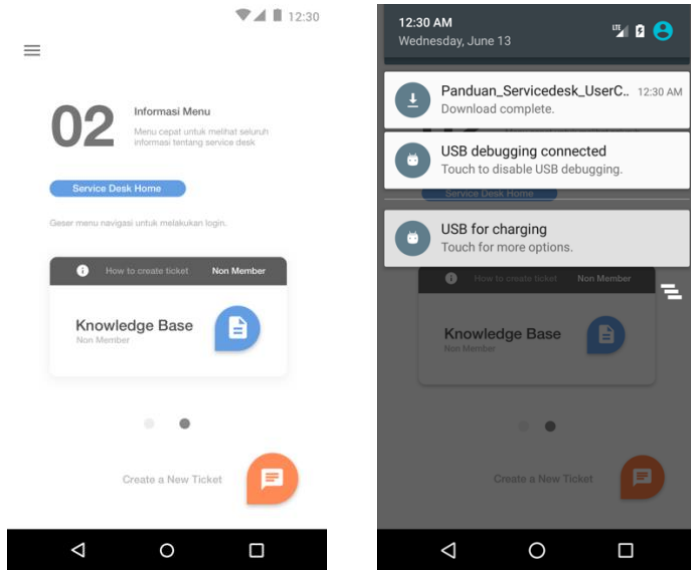 12:30
02
Informasi Menu
Menu cepat untuk melihat seluruh
informasi tentang service desk
Service Desk Home
Geser menu navigasi untuk melakukan login.
How to create ticket Non Member
Knowledge Base
Non Member
Create a New Ticket
12:30 AM
Wednesday, June 13
LTE
Panduan_Servicedesk_UserC.. 12:30 AM
Download complete.
USB debugging connected
Touch to disable USB debugging.
Service Desk Home
USB for charging
Touch for more options.
How to create ticket Non Member
Knowledge Base
Non Member
Create a New Ticket